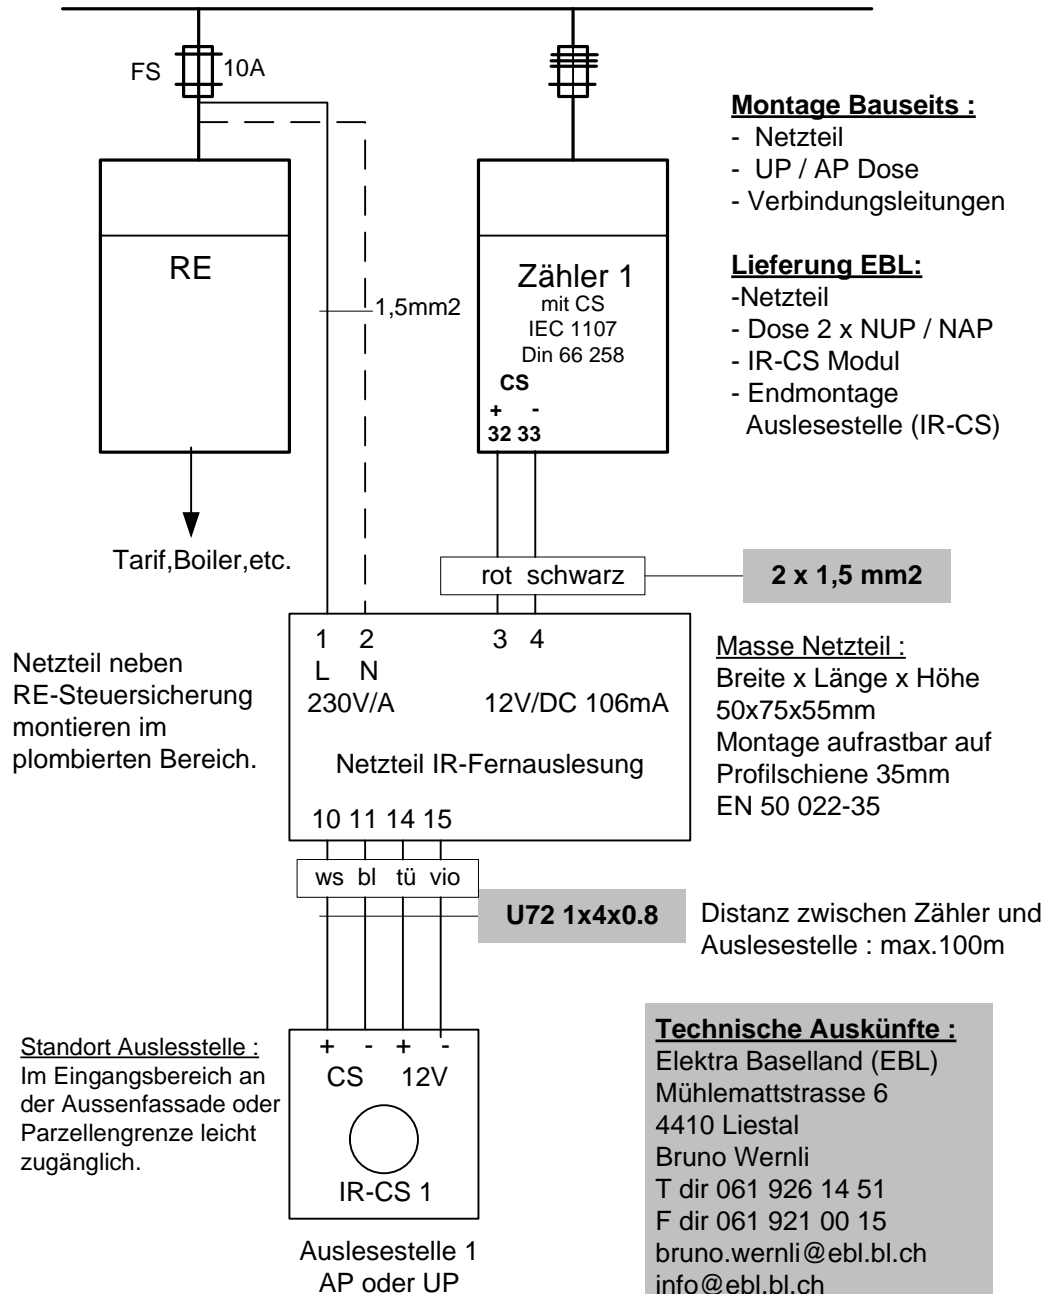 FS 10A
Montage Bauseits :
- Netzteil
- UP / AP Dose
- Verbindungsleitungen
RE
Zähler 1
mit CS
IEC 1107
Din 66 258
CS
+ -
32 33
1,5mm2
Lieferung EBL:
-Netzteil
- Dose 2 x NUP / NAP
- IR-CS Modul
- Endmontage
Auslesestelle (IR-CS)
Tarif,Boiler,etc.
rot schwarz
2 x 1,5 mm2
Netzteil neben
RE-Steuersicherung
montieren im
plombierten Bereich.
1 2 3 4
L N
230V/A 12V/DC 106mA
Netzteil IR-Fernauslesung
10 11 14 15
Masse Netzteil :
Breite x Länge x Höhe
50x75x55mm
Montage aufrastbar auf
Profilschiene 35mm
EN 50 022-35
ws bl tü vio
U72 1x4x0.8
Distanz zwischen Zähler und
Auslesestelle : max.100m
Standort Auslesstelle :
Im Eingangsbereich an
der Aussenfassade oder
Parzellengrenze leicht
zugänglich.
+ - + -
CS 12V
IR-CS 1
Auslesestelle 1
AP oder UP
Technische Auskünfte :
Elektra Baselland (EBL)
Mühlemattstrasse 6
4410 Liestal
Bruno Wernli
T dir 061 926 14 51
F dir 061 921 00 15
bruno.wernli@ebl.bl.ch
info@ebl.bl.ch